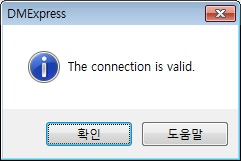 DMExpress
The connection is valid.
확인
도움말